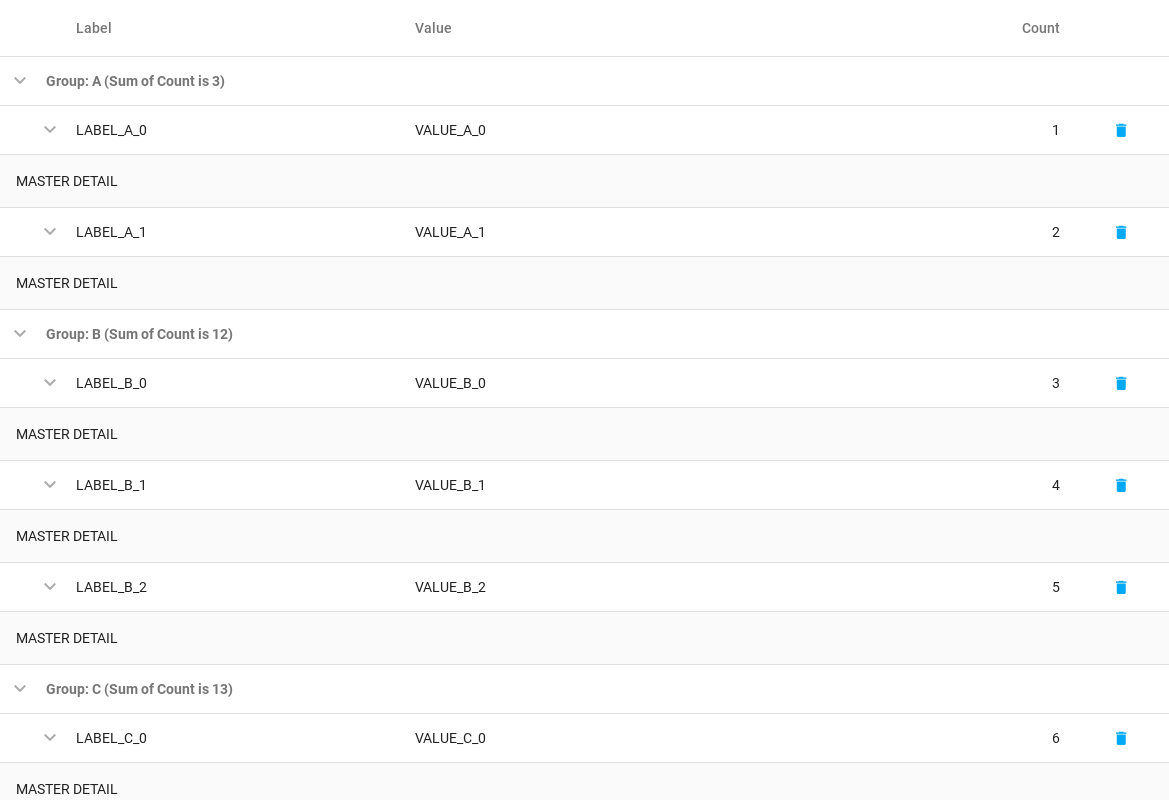 Label Value Count
Group: A (Sum of Count is 3)
LABEL_A_0 VALUE_A_0 1
MASTER DETAIL
LABEL_A_1 VALUE_A_1 2
MASTER DETAIL
Group: B (Sum of Count is 12)
LABEL_B_0 VALUE_B_0 3
MASTER DETAIL
LABEL_B_1 VALUE_B_1 4
MASTER DETAIL
LABEL_B_2 VALUE_B_2 5
MASTER DETAIL
Group: C (Sum of Count is 13)
LABEL_C_0 VALUE_C_0 6
MASTER DETAIL